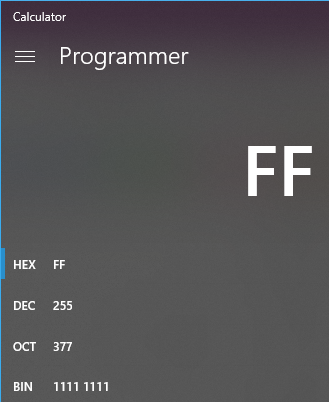 Calculator
Programmer
FF
HEX FF
DEC 255
OCT 377
BIN 1111 1111